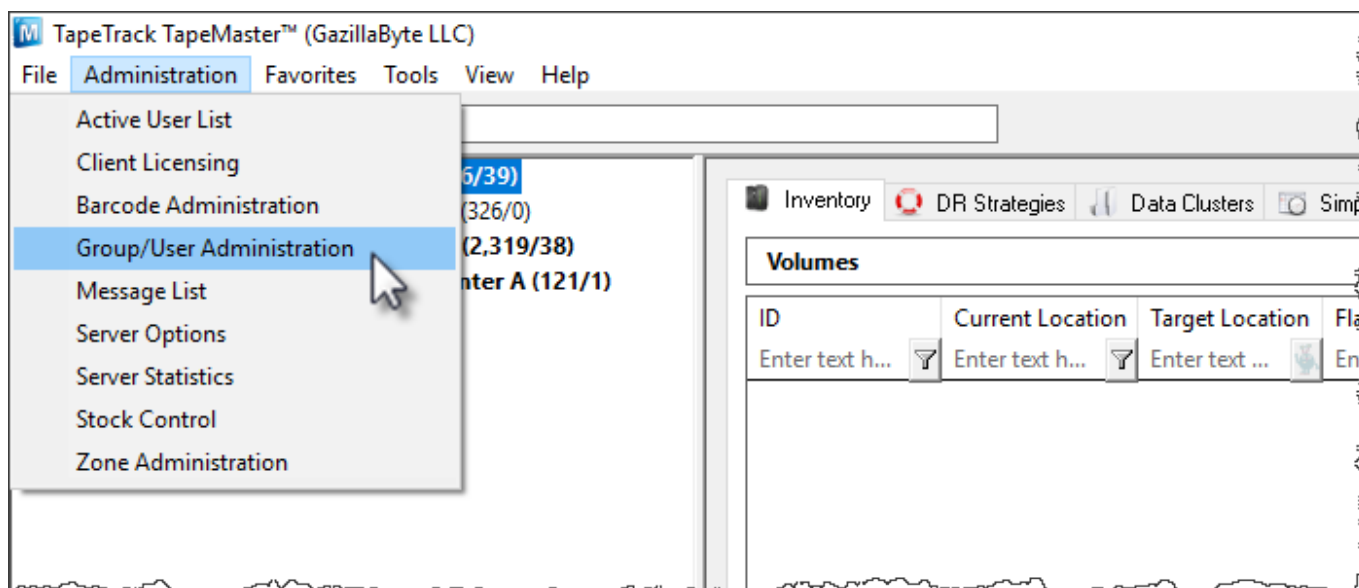 TapeTrack TapeMaster™ (GazillaByte LLC)
File Administration Favorites Tools View Help
Active User List
Client Licensing
Barcode Administration
Group/User Administration
Message List
Server Options
Server Statistics
Stock Control
Zone Administration
6/39)
(326/0)
(2,319/38)
nter A (121/1)
Inventory DR Strategies Data Clusters Simp
Volumes
ID Current Location Target Location Fla
Enter text h... Enter text h... Enter text ... En